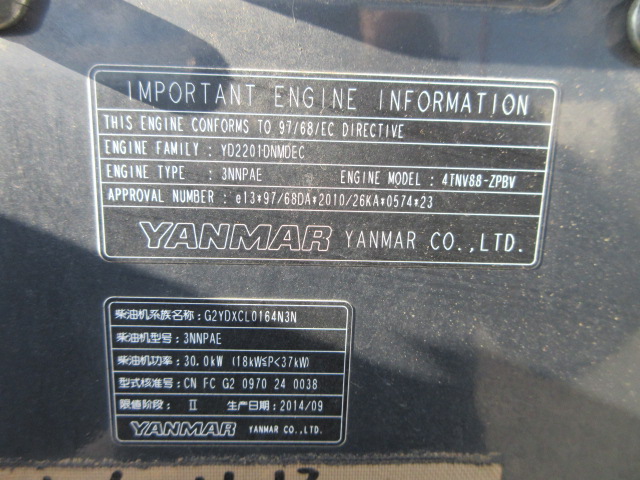 IMPORTANT ENGINE INFORMATION
THIS ENGINE CONFORMS TO 97/68/EC DIRECTIVE
ENGINE FAMILY : YD2201DNMDEC
ENGINE TYPE : 3NNPAE ENGINE MODEL : 4TNV88-ZPBV
APPROVAL NUMBER : e13*97/68DA*2010/26KA*0574*23
YANMAR YANMAR CO.,LTD.
柴油机系族名称: G2YDXCL0164N3N
柴油机型号: 3NNPAE
柴油机功率: 30.0kW (18kW≦P<37kW)
型式核准号: CN FC G2 0970 24 0038
限值阶段: Ⅱ 生产日期: 2014/09
YANMAR YANMAR CO.,LTD.